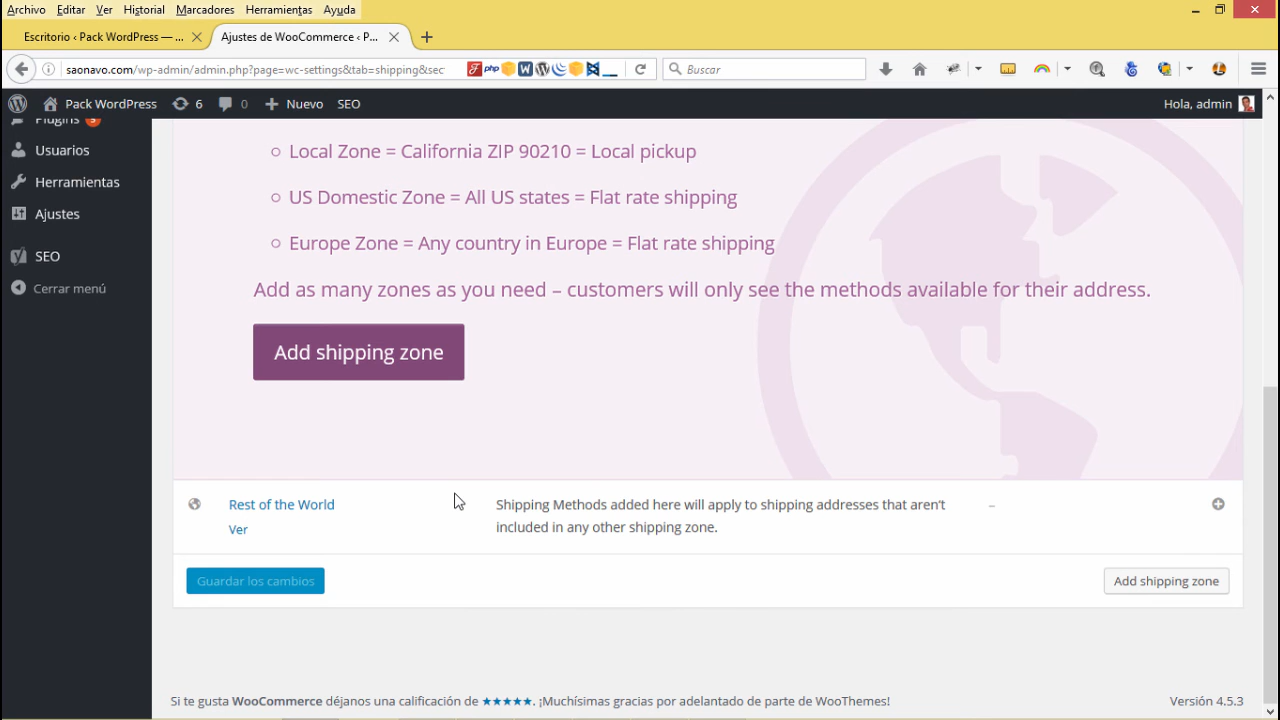 Archivo Editar Ver Historial Marcadores Herramientas Ayuda
Escritorio ‹ Pack WordPress — ...
Ajustes de WooCommerce ‹ P...
saonavo.com/wp-admin/admin.php?page=wc-settings&tab=shipping&sec
php
Buscar
Pack WordPress 6 0 Nuevo SEO
Hola, admin
Plugins
Usuarios
Herramientas
Ajustes
SEO
Cerrar menú
Local Zone = California ZIP 90210 = Local pickup
US Domestic Zone = All US states = Flat rate shipping
Europe Zone = Any country in Europe = Flat rate shipping
Add as many zones as you need – customers will only see the methods available for their address.
Add shipping zone
Rest of the World
Ver
Shipping Methods added here will apply to shipping addresses that aren't
included in any other shipping zone.
–
Guardar los cambios
Add shipping zone
Si te gusta WooCommerce déjanos una calificación de ★★★★★. ¡Muchísimas gracias por adelantado de parte de WooThemes!
Versión 4.5.3